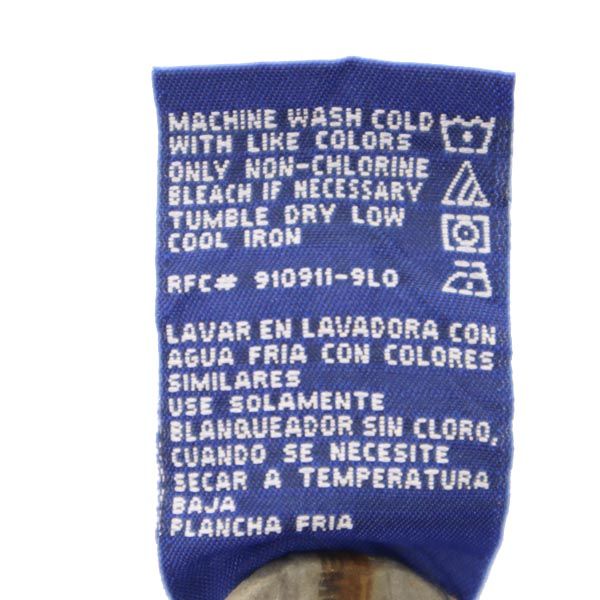 MACHINE WASH COLD
WITH LIKE COLORS
ONLY NON-CHLORINE
BLEACH IF NECESSARY
TUMBLE DRY LOW
COOL IRON
RFC# 910911-9L0
LAVAR EN LAVADORA CON
AGUA FRIA CON COLORES
SIMILARES
USE SOLAMENTE
BLANQUEADOR SIN CLORO,
CUANDO SE NECESITE
SECAR A TEMPERATURA
BAJA
PLANCHA FRIA